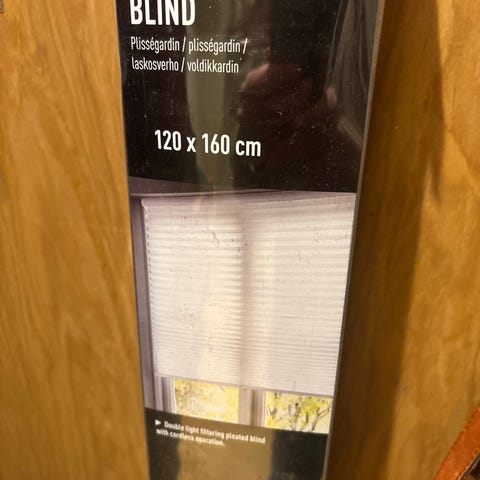 BLIND
Plisségardin / plisségardin /
laskosverho / voldikkardin
120 x 160 cm
► Double light filtering pleated blind
with cordless operation.